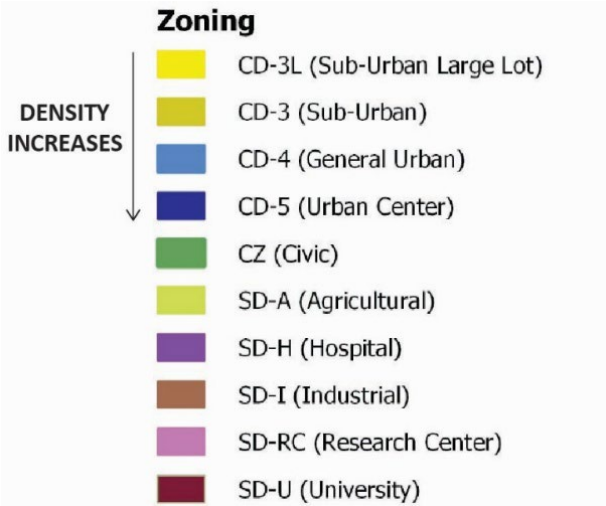 Zoning
DENSITY
INCREASES
CD-3L (Sub-Urban Large Lot)
CD-3 (Sub-Urban)
CD-4 (General Urban)
CD-5 (Urban Center)
CZ (Civic)
SD-A (Agricultural)
SD-H (Hospital)
SD-I (Industrial)
SD-RC (Research Center)
SD-U (University)